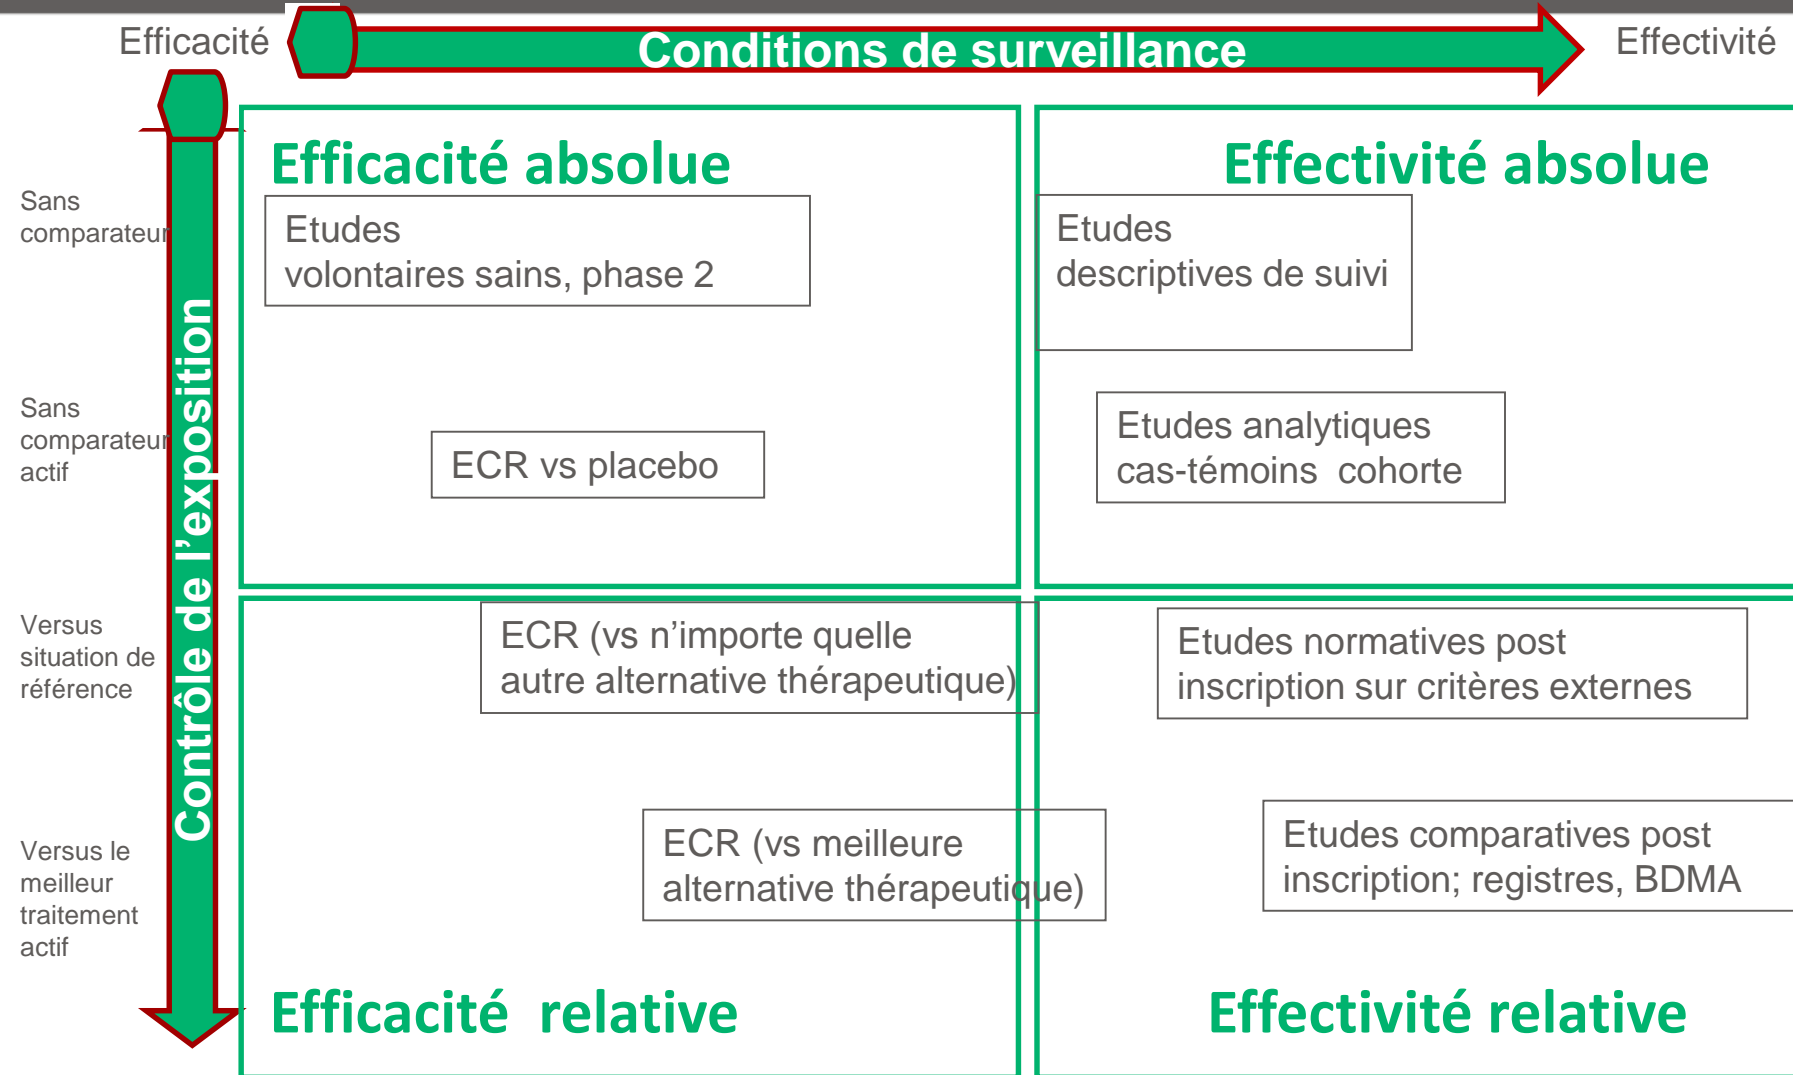 Efficacité
Conditions de surveillance
Effectivité
Efficacité absolue
Effectivité absolue
Sans
comparateur
Etudes
volontaires sains, phase 2
Etudes
descriptives de suivi
Contrôle de l'exposition
Sans
comparateur
actif
ECR vs placebo
Etudes analytiques
cas-témoins  cohorte
Versus
situation de
référence
ECR (vs n'importe quelle
autre alternative thérapeutique)
Etudes normatives post
inscription sur critères externes
Versus le
meilleur
traitement
actif
ECR (vs meilleure
alternative thérapeutique)
Etudes comparatives post
inscription; registres, BDMA
Efficacité  relative
Effectivité relative